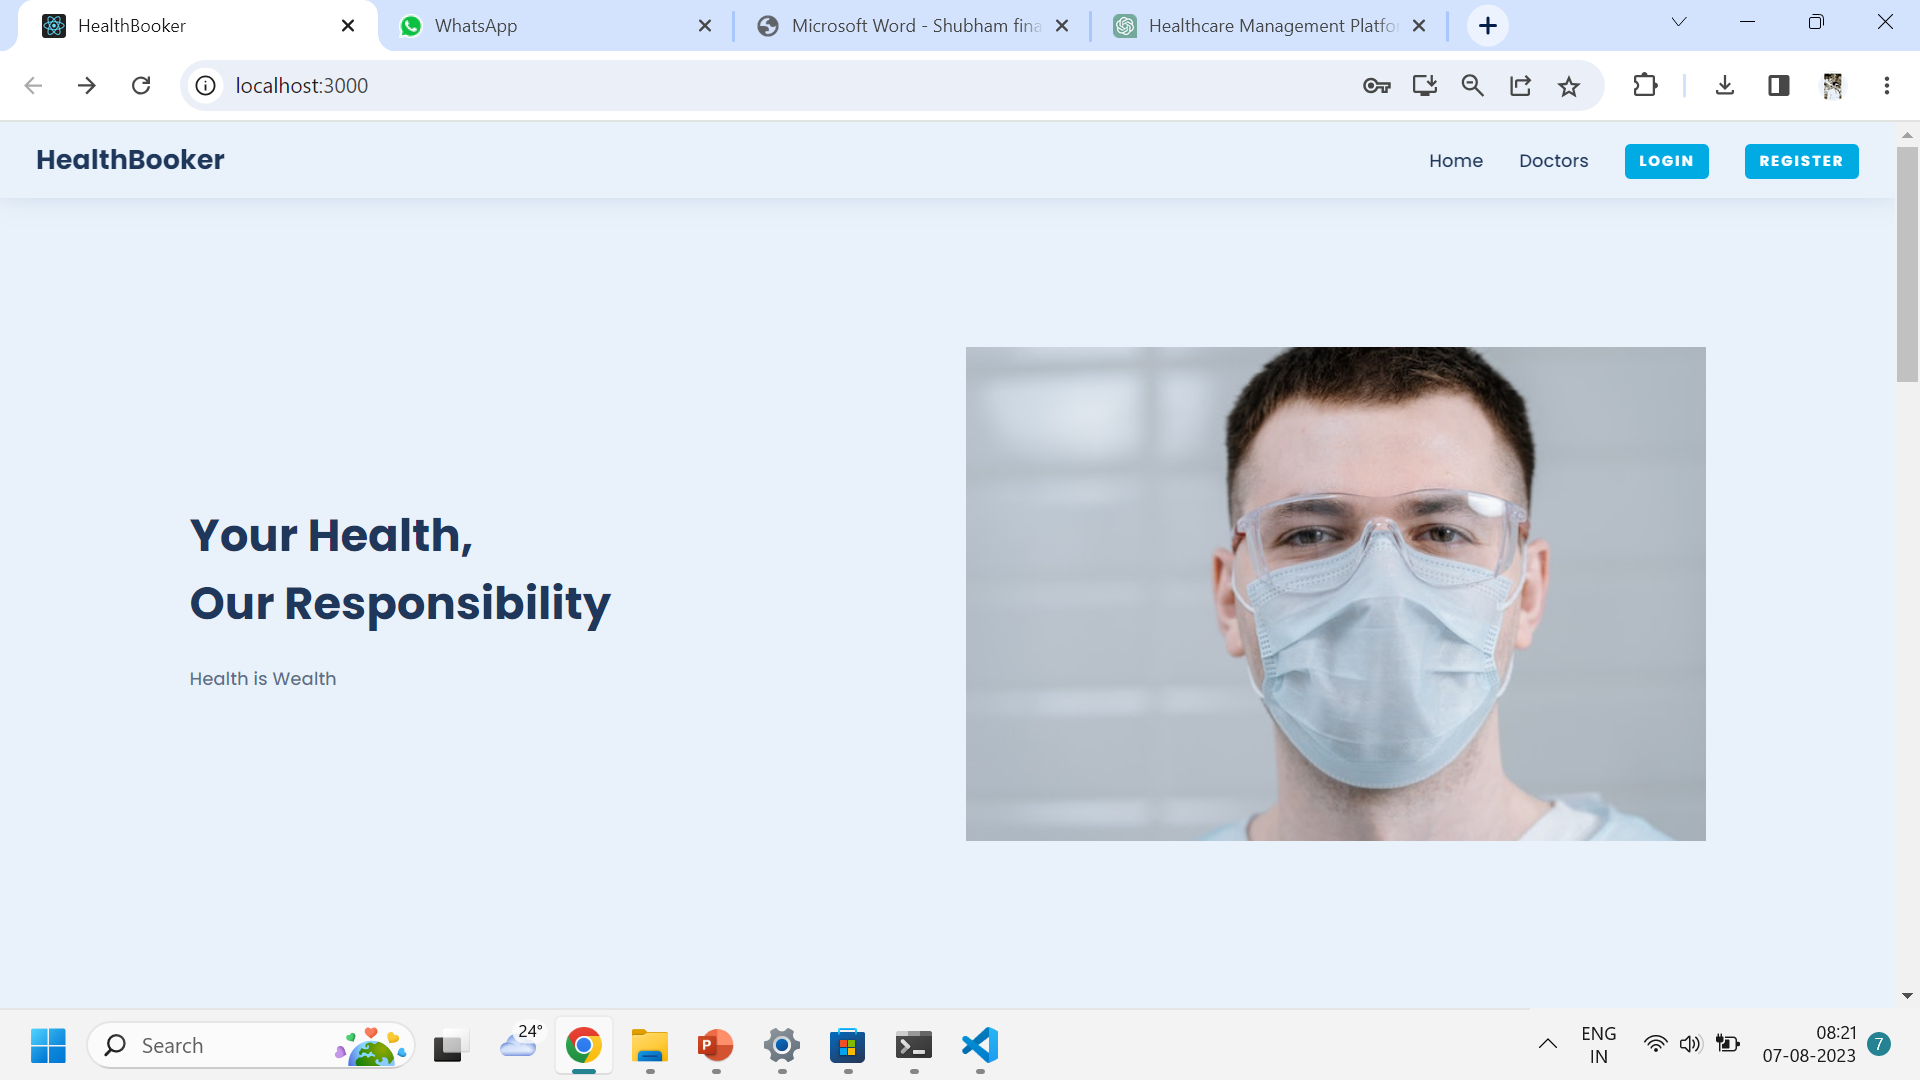 HealthBooker
WhatsApp
Microsoft Word - Shubham fina
Healthcare Management Platfo
localhost:3000
HealthBooker
Home
Doctors
LOGIN
REGISTER
Your Health,
Our Responsibility
Health is Wealth
Search
24°
ENG
IN
08:21
07-08-2023
7